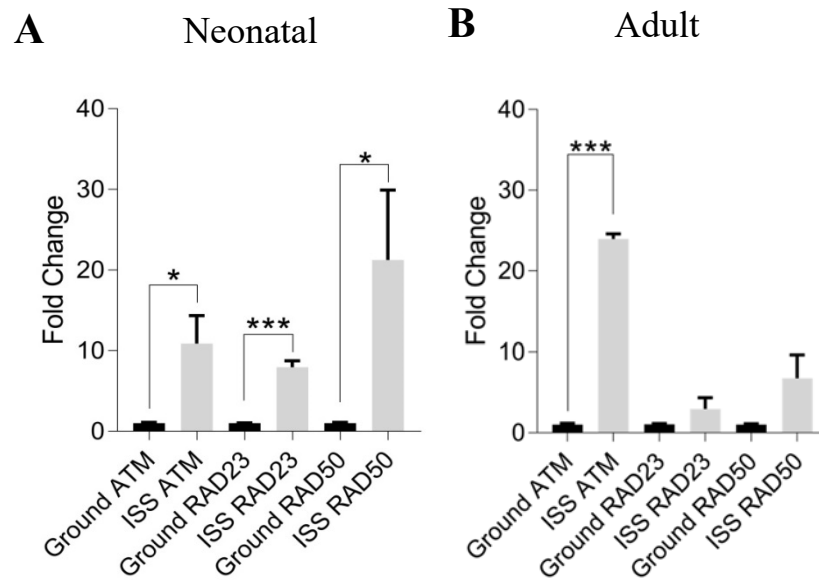 A Neonatal
40
30
20
10
0
Fold Change
*
***
*
Ground ATM
ISS ATM
Ground RAD23
ISS RAD23
Ground RAD50
ISS RAD50
B Adult
40
30
20
10
0
Fold Change
***
Ground ATM
ISS ATM
Ground RAD23
ISS RAD23
Ground RAD50
ISS RAD50